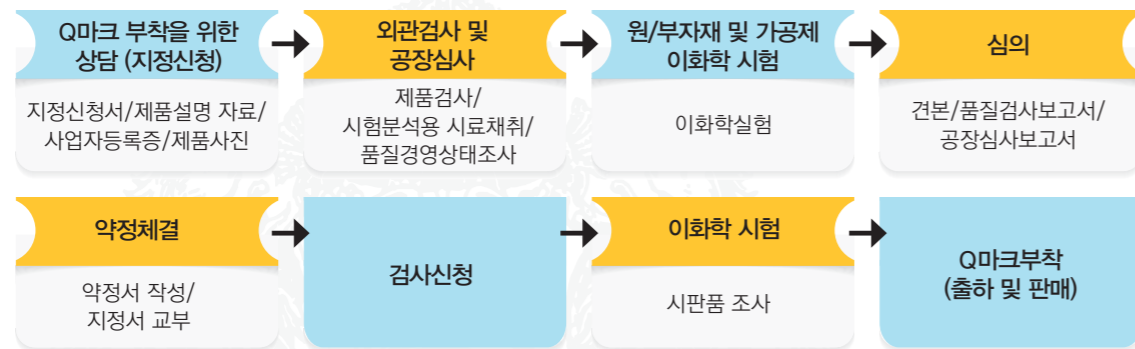 Q마크 부착을 위한
상담 (지정신청)
지정신청서/제품설명 자료/
사업자등록증/제품사진
외관검사 및
공장심사
제품검사/
시험분석용 시료채취/
품질경영상태조사
원/부자재 및 가공제
이화학 시험
이화학실험
심의
견본/품질검사보고서/
공장심사보고서
약정체결
약정서 작성/
지정서 교부
검사신청
이화학 시험
시판품 조사
Q마크부착
(출하 및 판매)